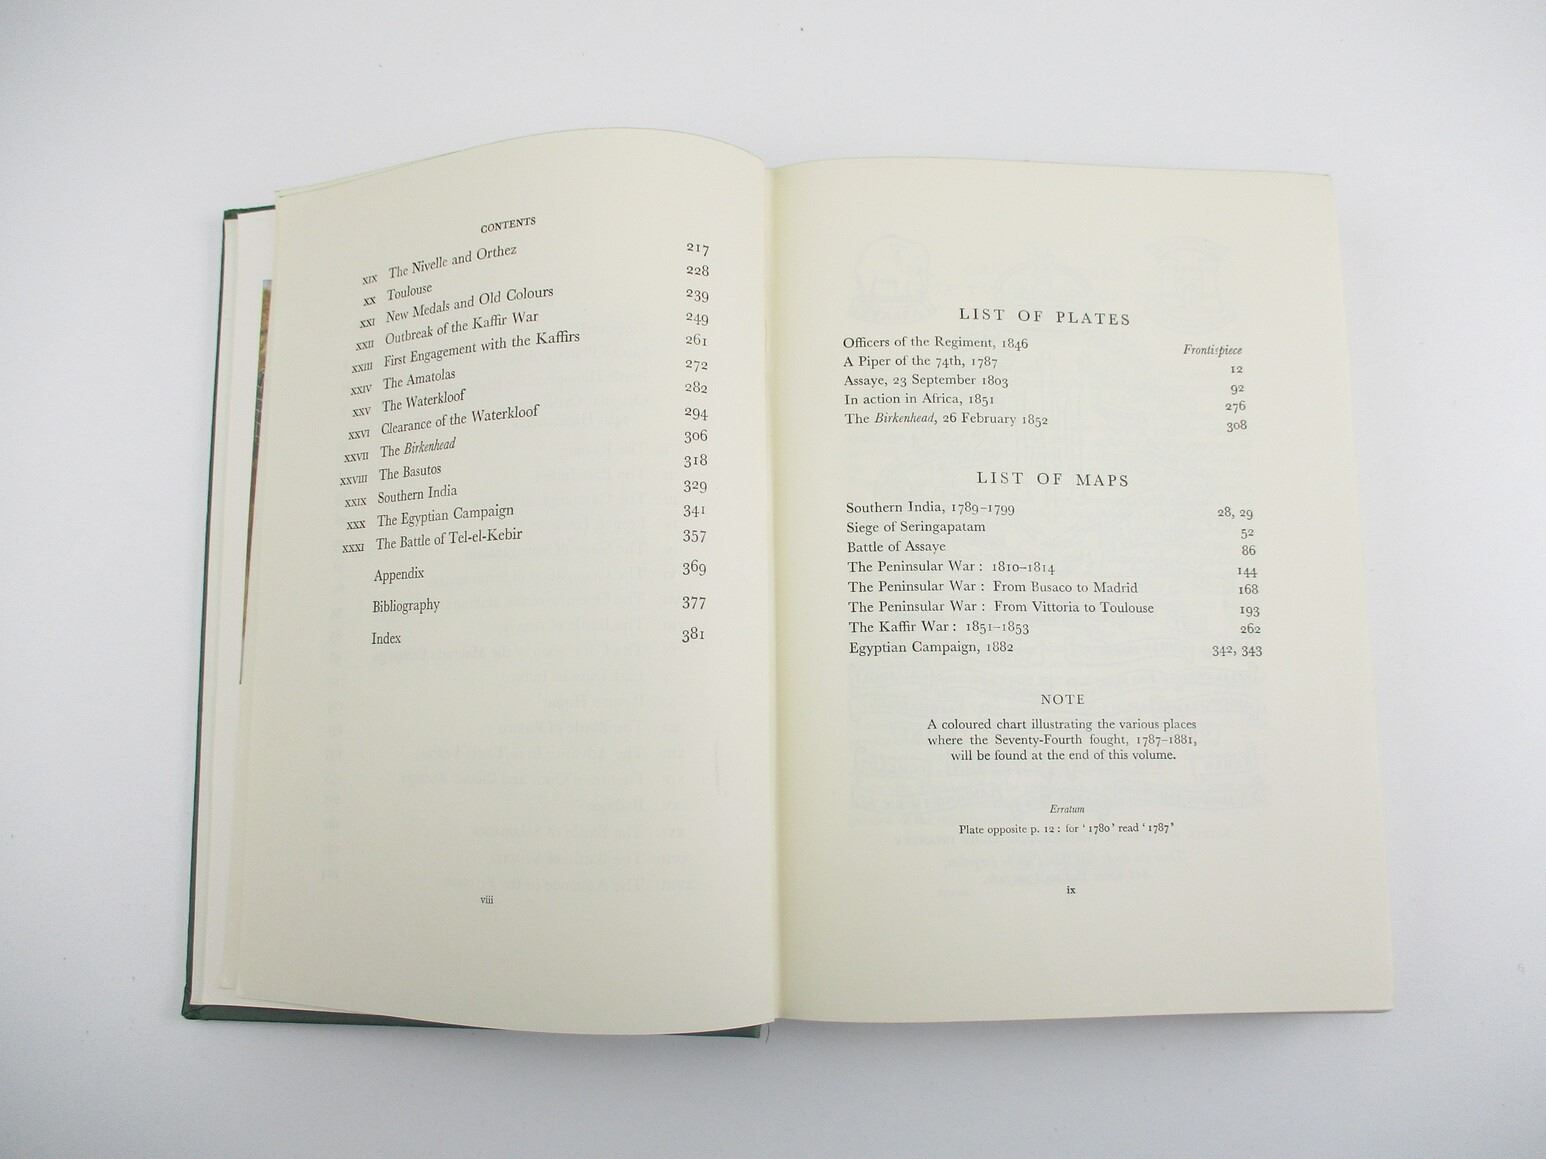 CONTENTS
xix The Nivelle and Orthez 217
xx Toulouse 228
xxi New Medals and Old Colours 239
xxii Outbreak of the Kaffir War 249
xxiii First Engagement with the Kaffirs 261
xxiv The Amatolas 272
xxv The Waterkloof 282
xxvi Clearance of the Waterkloof 294
xxvii The Birkenhead 306
xxviii The Basutos 318
xxix Southern India 329
xxx The Egyptian Campaign 341
xxxi The Battle of Tel-el-Kebir 357
Appendix 369
Bibliography 377
Index 381
viii
LIST OF PLATES
Officers of the Regiment, 1846 Frontispiece
A Piper of the 74th, 1787 12
Assaye, 23 September 1803 92
In action in Africa, 1851 276
The Birkenhead, 26 February 1852 308
LIST OF MAPS
Southern India, 1789–1799 28, 29
Siege of Seringapatam 52
Battle of Assaye 86
The Peninsular War : 1810–1814 144
The Peninsular War : From Busaco to Madrid 168
The Peninsular War : From Vittoria to Toulouse 193
The Kaffir War : 1851–1853 262
Egyptian Campaign, 1882 342, 343
NOTE
A coloured chart illustrating the various places
where the Seventy-Fourth fought, 1787–1881,
will be found at the end of this volume.
Erratum
Plate opposite p. 12 : for ' 1780 ' read ' 1787 '
ix